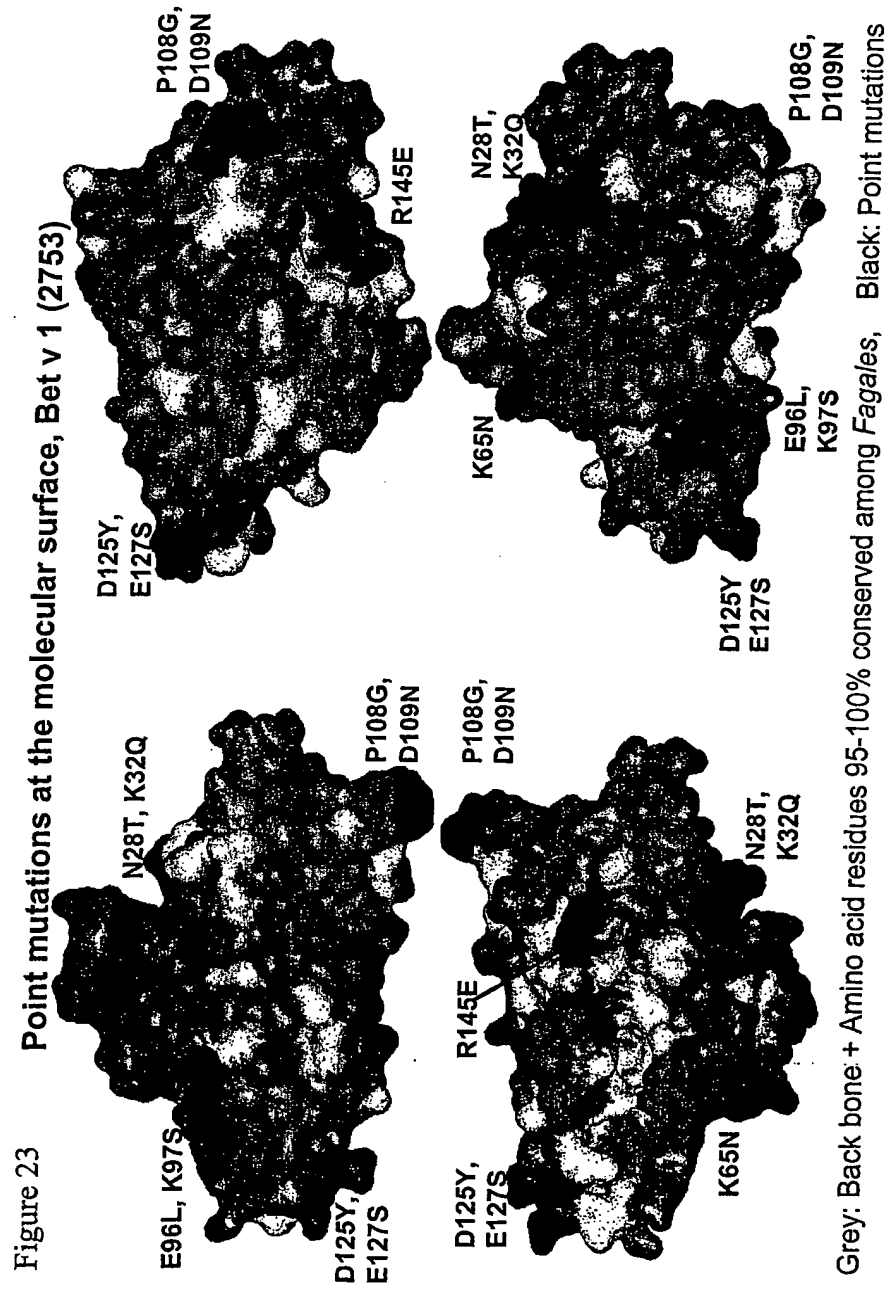 Figure 23
Point mutations at the molecular surface, Bet v 1 (2753)
E96L, K97S
N28T, K32Q
D125Y,
E127S
P108G,
D109N
D125Y,
E127S
P108G,
D109N
R145E
D125Y,
E127S
R145E
P108G,
D109N
K65N
N28T,
K32Q
K65N
N28T,
K32Q
D125Y
E127S
E96L,
K97S
P108G,
D109N
Grey: Back bone + Amino acid residues 95-100% conserved among Fagales, Black: Point mutations